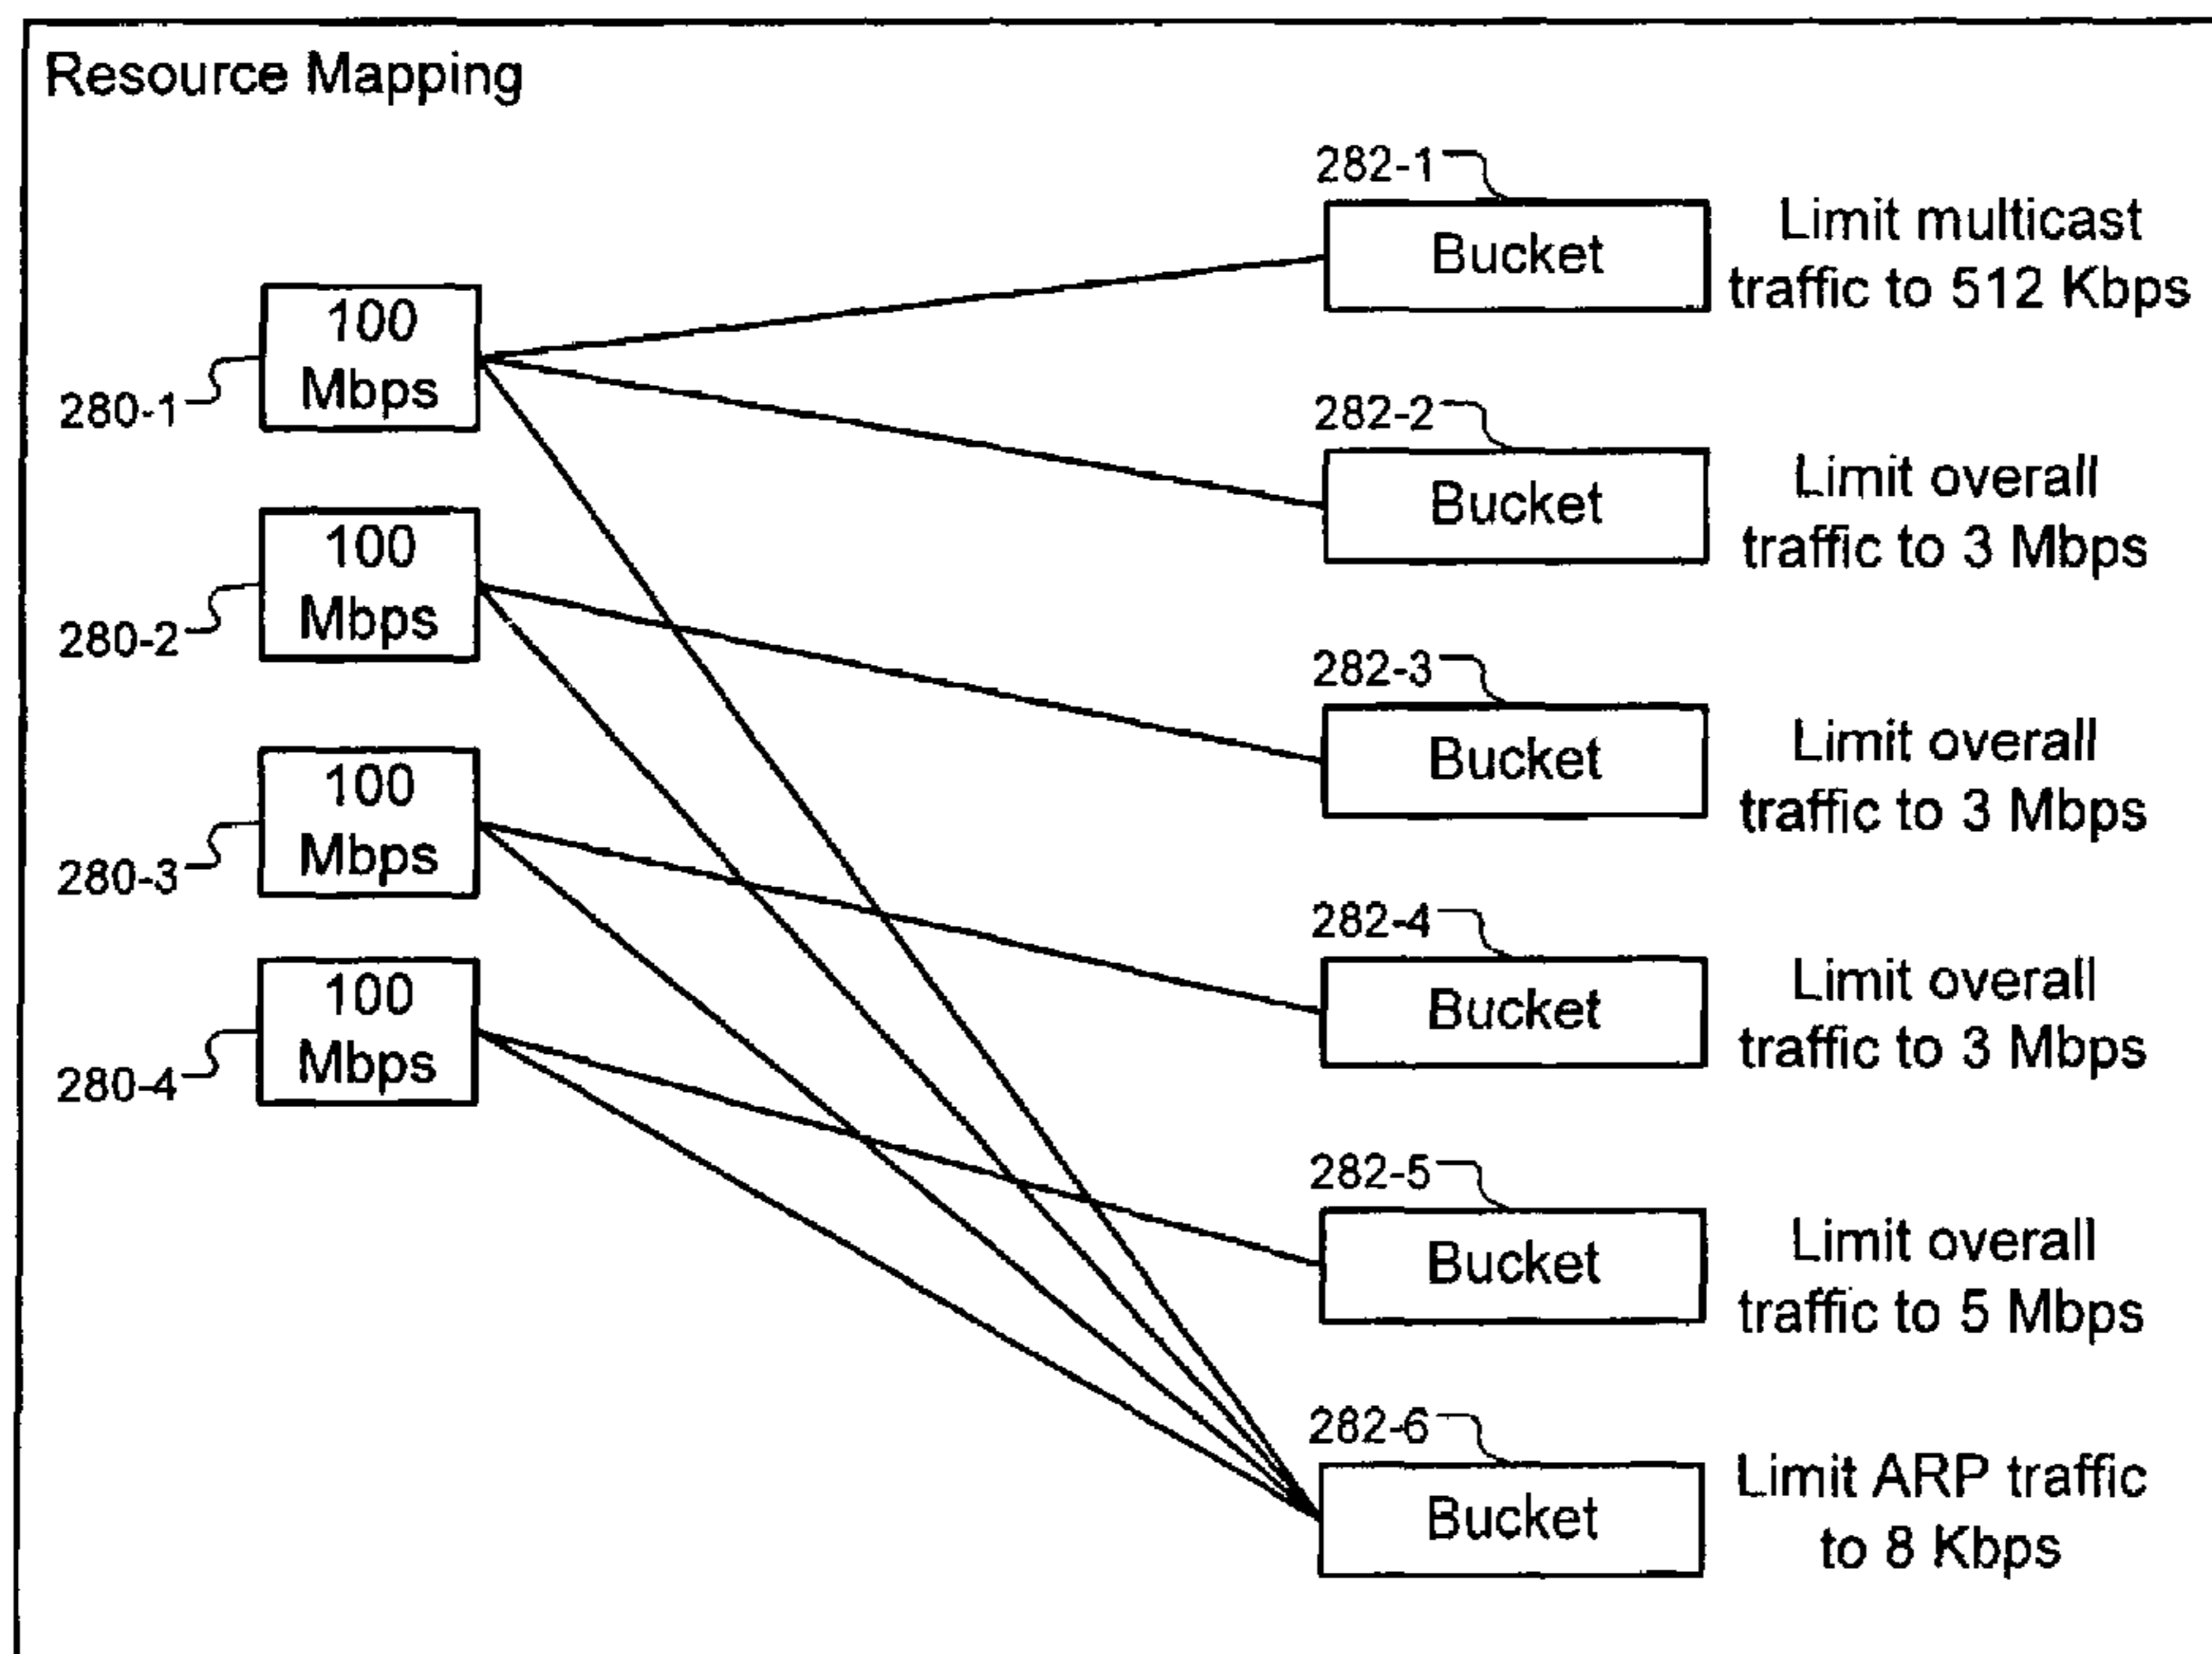 Resource Mapping
100
Mbps
280-1
100
Mbps
280-2
100
Mbps
280-3
100
Mbps
280-4
282-1
Bucket
Limit multicast
traffic to 512 Kbps
282-2
Bucket
Limit overall
traffic to 3 Mbps
282-3
Bucket
Limit overall
traffic to 3 Mbps
282-4
Bucket
Limit overall
traffic to 3 Mbps
282-5
Bucket
Limit overall
traffic to 5 Mbps
282-6
Bucket
Limit ARP traffic
to 8 Kbps